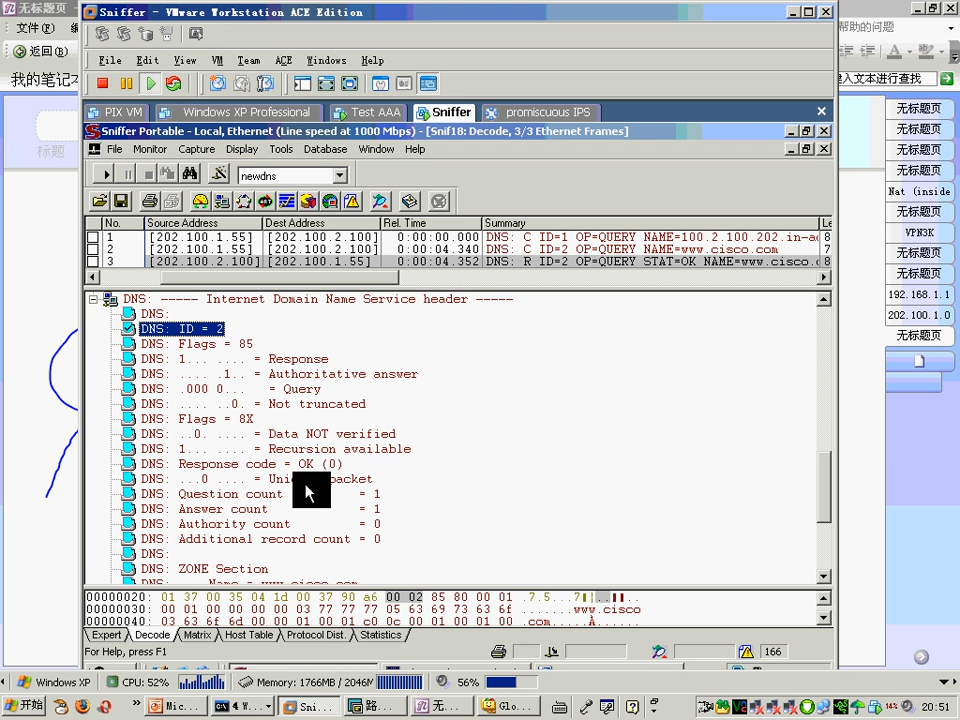 无标题页
文件(F)
返回(B)
我的笔记本
标题
Sniffer - VMware Workstation ACE Edition
File Edit View VM Team ACE Windows Help
帮助的问题
键入文本进行查找
PIX VM
Windows XP Professional
Test AAA
Sniffer
promiscuous IPS
Sniffer Portable - Local, Ethernet (Line speed at 1000 Mbps) - [Snif18: Decode, 3/3 Ethernet Frames]
File Monitor Capture Display Tools Database Window Help
newdns
No. Source Address Dest Address Rel. Time Summary Le
1 [202.100.1.55] [202.100.2.100] 0:00:00.000 DNS: C ID=1 OP=QUERY NAME=100.2.100.202.in-ad 8
2 [202.100.1.55] [202.100.2.100] 0:00:04.340 DNS: C ID=2 OP=QUERY NAME=www.cisco.com 7
3 [202.100.2.100] [202.100.1.55] 0:00:04.352 DNS: R ID=2 OP=QUERY STAT=OK NAME=www.cisco.c 8
DNS: ----- Internet Domain Name Service header -----
DNS:
DNS: ID = 2
DNS: Flags = 85
DNS: 1... .... = Response
DNS: .... .1.. = Authoritative answer
DNS: .000 0... = Query
DNS: .... ..0. = Not truncated
DNS: Flags = 8X
DNS: ..0. .... = Data NOT verified
DNS: 1... .... = Recursion available
DNS: Response code = OK (0)
DNS: ...0 .... = Uni packet
DNS: Question count = 1
DNS: Answer count = 1
DNS: Authority count = 0
DNS: Additional record count = 0
DNS:
DNS: ZONE Section
DNS: Name = www.cisco.com
00000020: 01 37 00 35 04 1d 00 37 90 a6 00 02 85 80 00 01
00000030: 00 01 00 00 00 00 03 77 77 77 05 63 69 73 63 6f .......www.cisco
00000040: 03 63 6f 6d 00 00 01 00 01 c0 0c 00 01 00 01 00
Expert Decode Matrix Host Table Protocol Dist. Statistics
For Help, press F1
166
无标题页
无标题页
无标题页
无标题页
Nat (inside
无标题页
VPN3K
无标题页
无标题页
192.168.1.1
202.100.1.0
无标题页
Windows XP
CPU: 52%
Memory: 1766MB / 2046M
56%
开始
Mic...
4 W...
Sni...
路...
无...
Glo...
14%
20:51